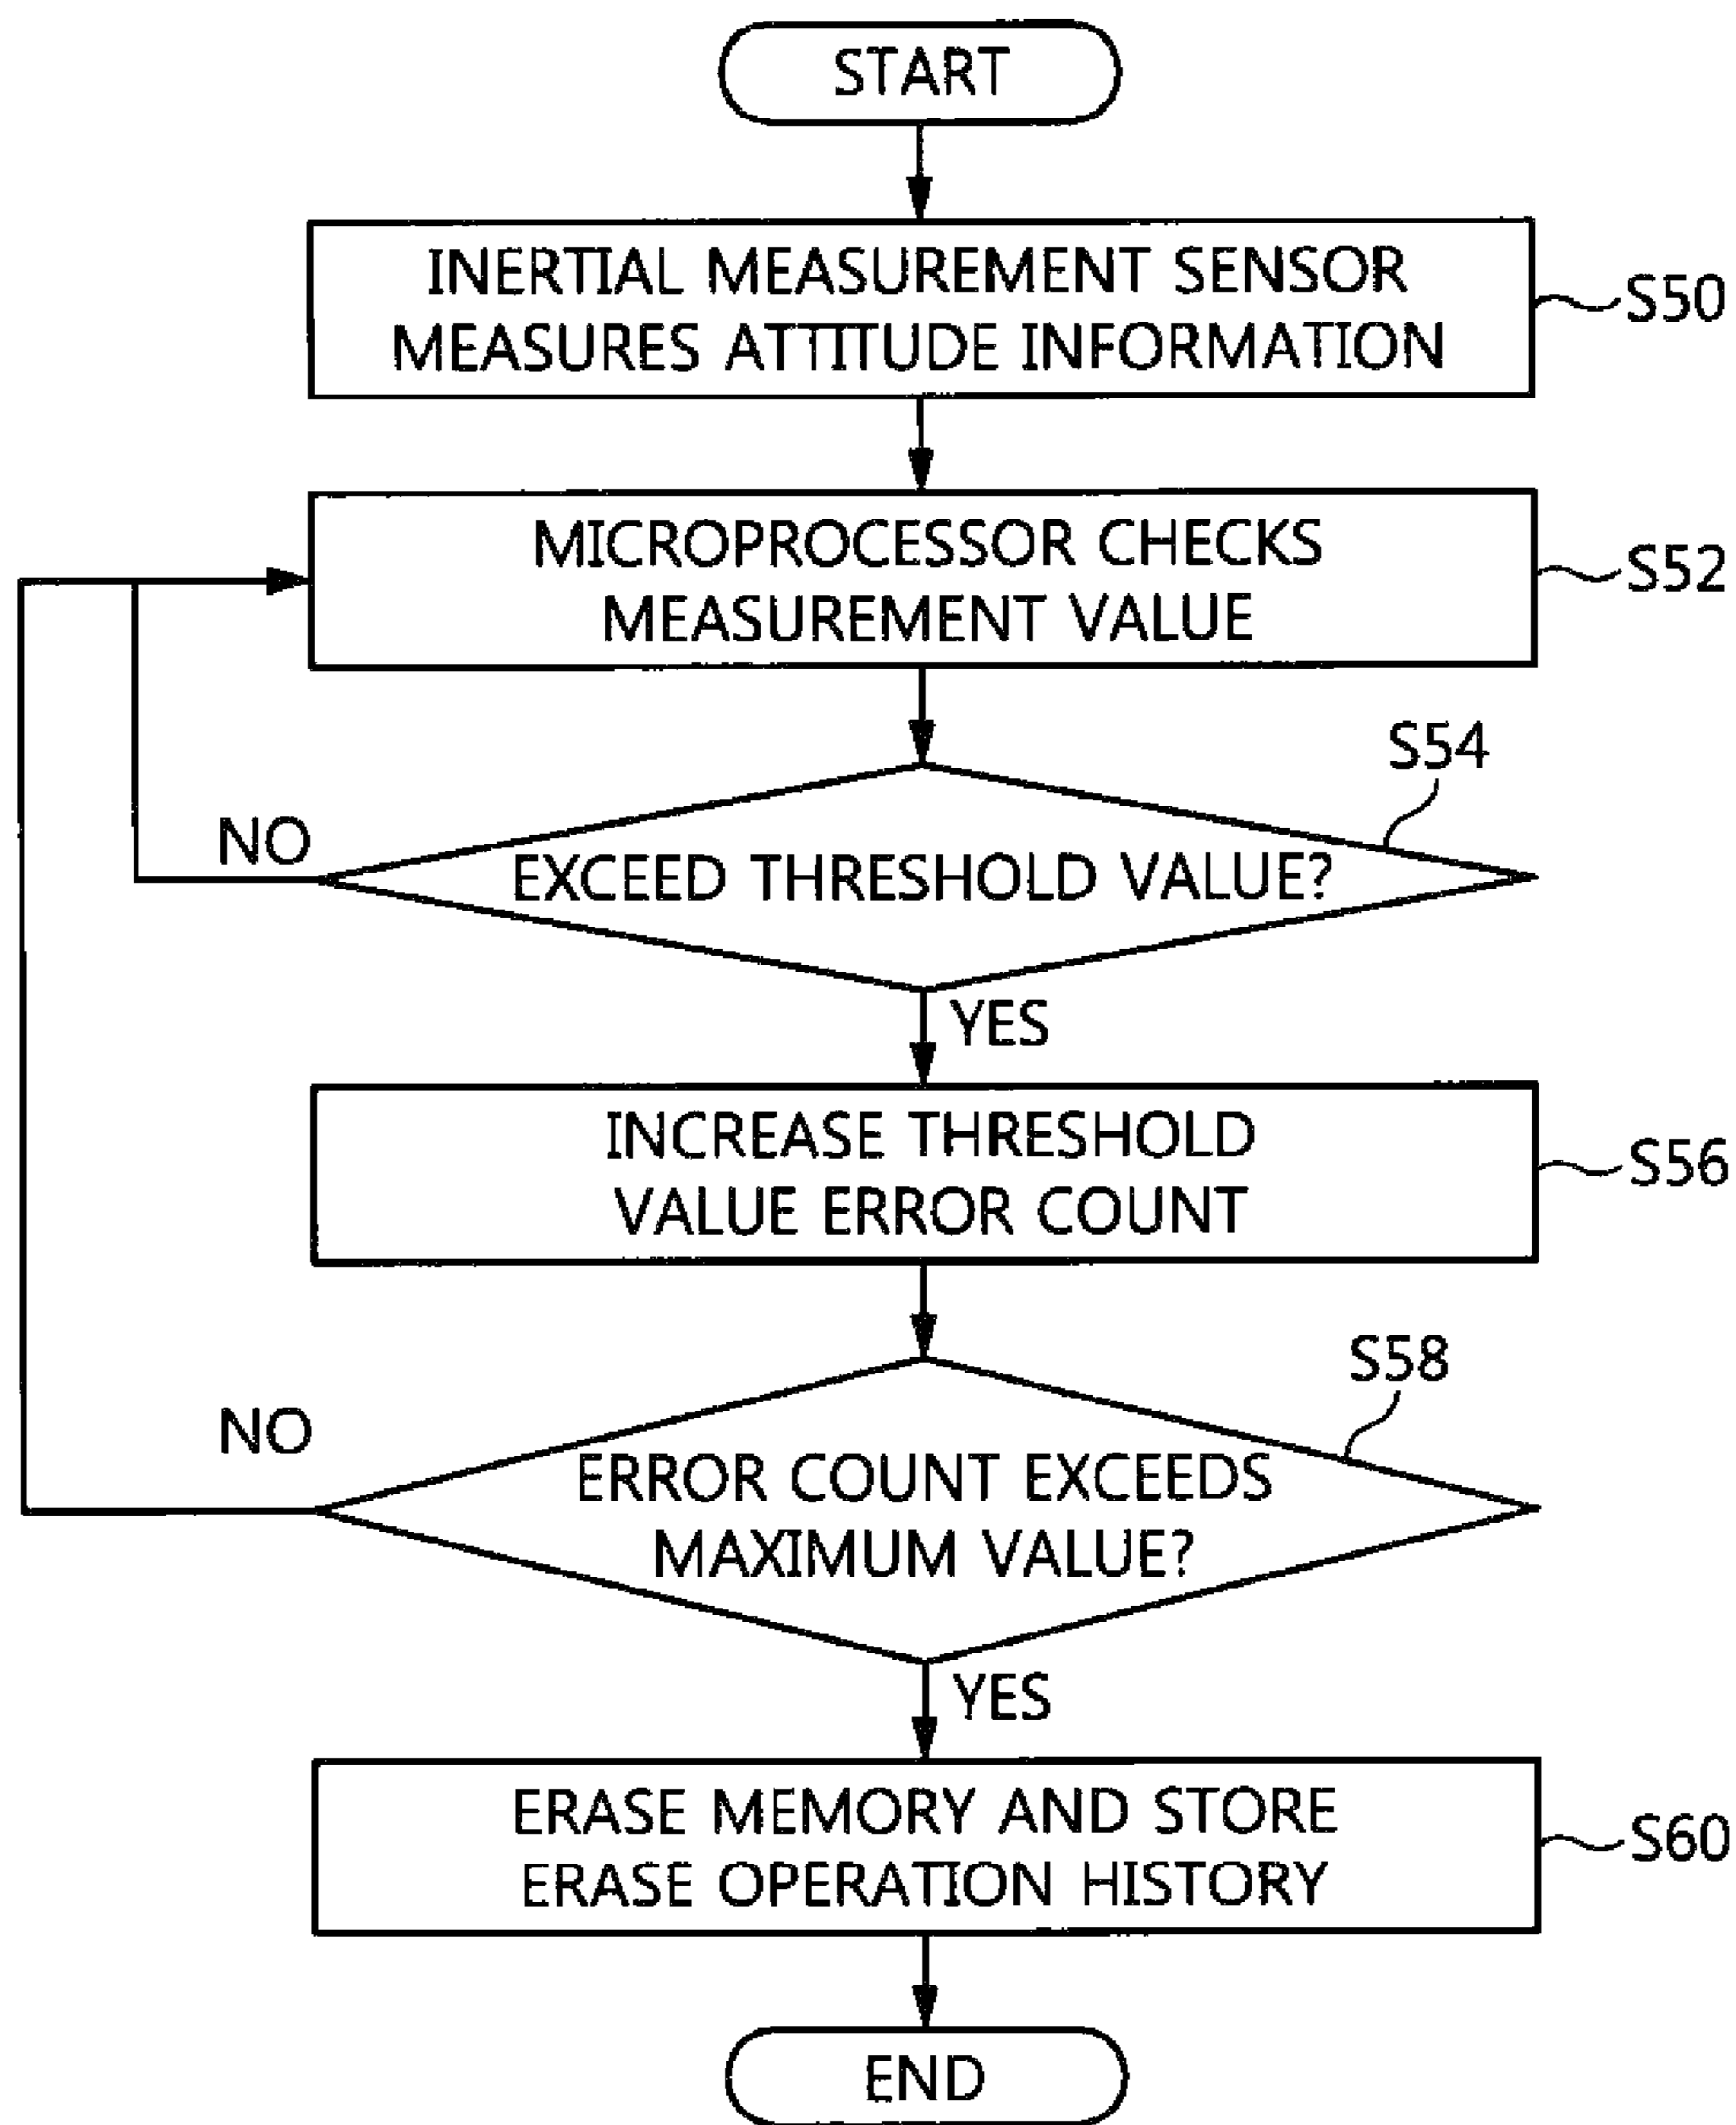 START
INERTIAL MEASUREMENT SENSOR
MEASURES ATTITUDE INFORMATION
S50
MICROPROCESSOR CHECKS
MEASUREMENT VALUE
S52
S54
NO
EXCEED THRESHOLD VALUE?
YES
INCREASE THRESHOLD
VALUE ERROR COUNT
S56
S58
NO
ERROR COUNT EXCEEDS
MAXIMUM VALUE?
YES
ERASE MEMORY AND STORE
ERASE OPERATION HISTORY
S60
END